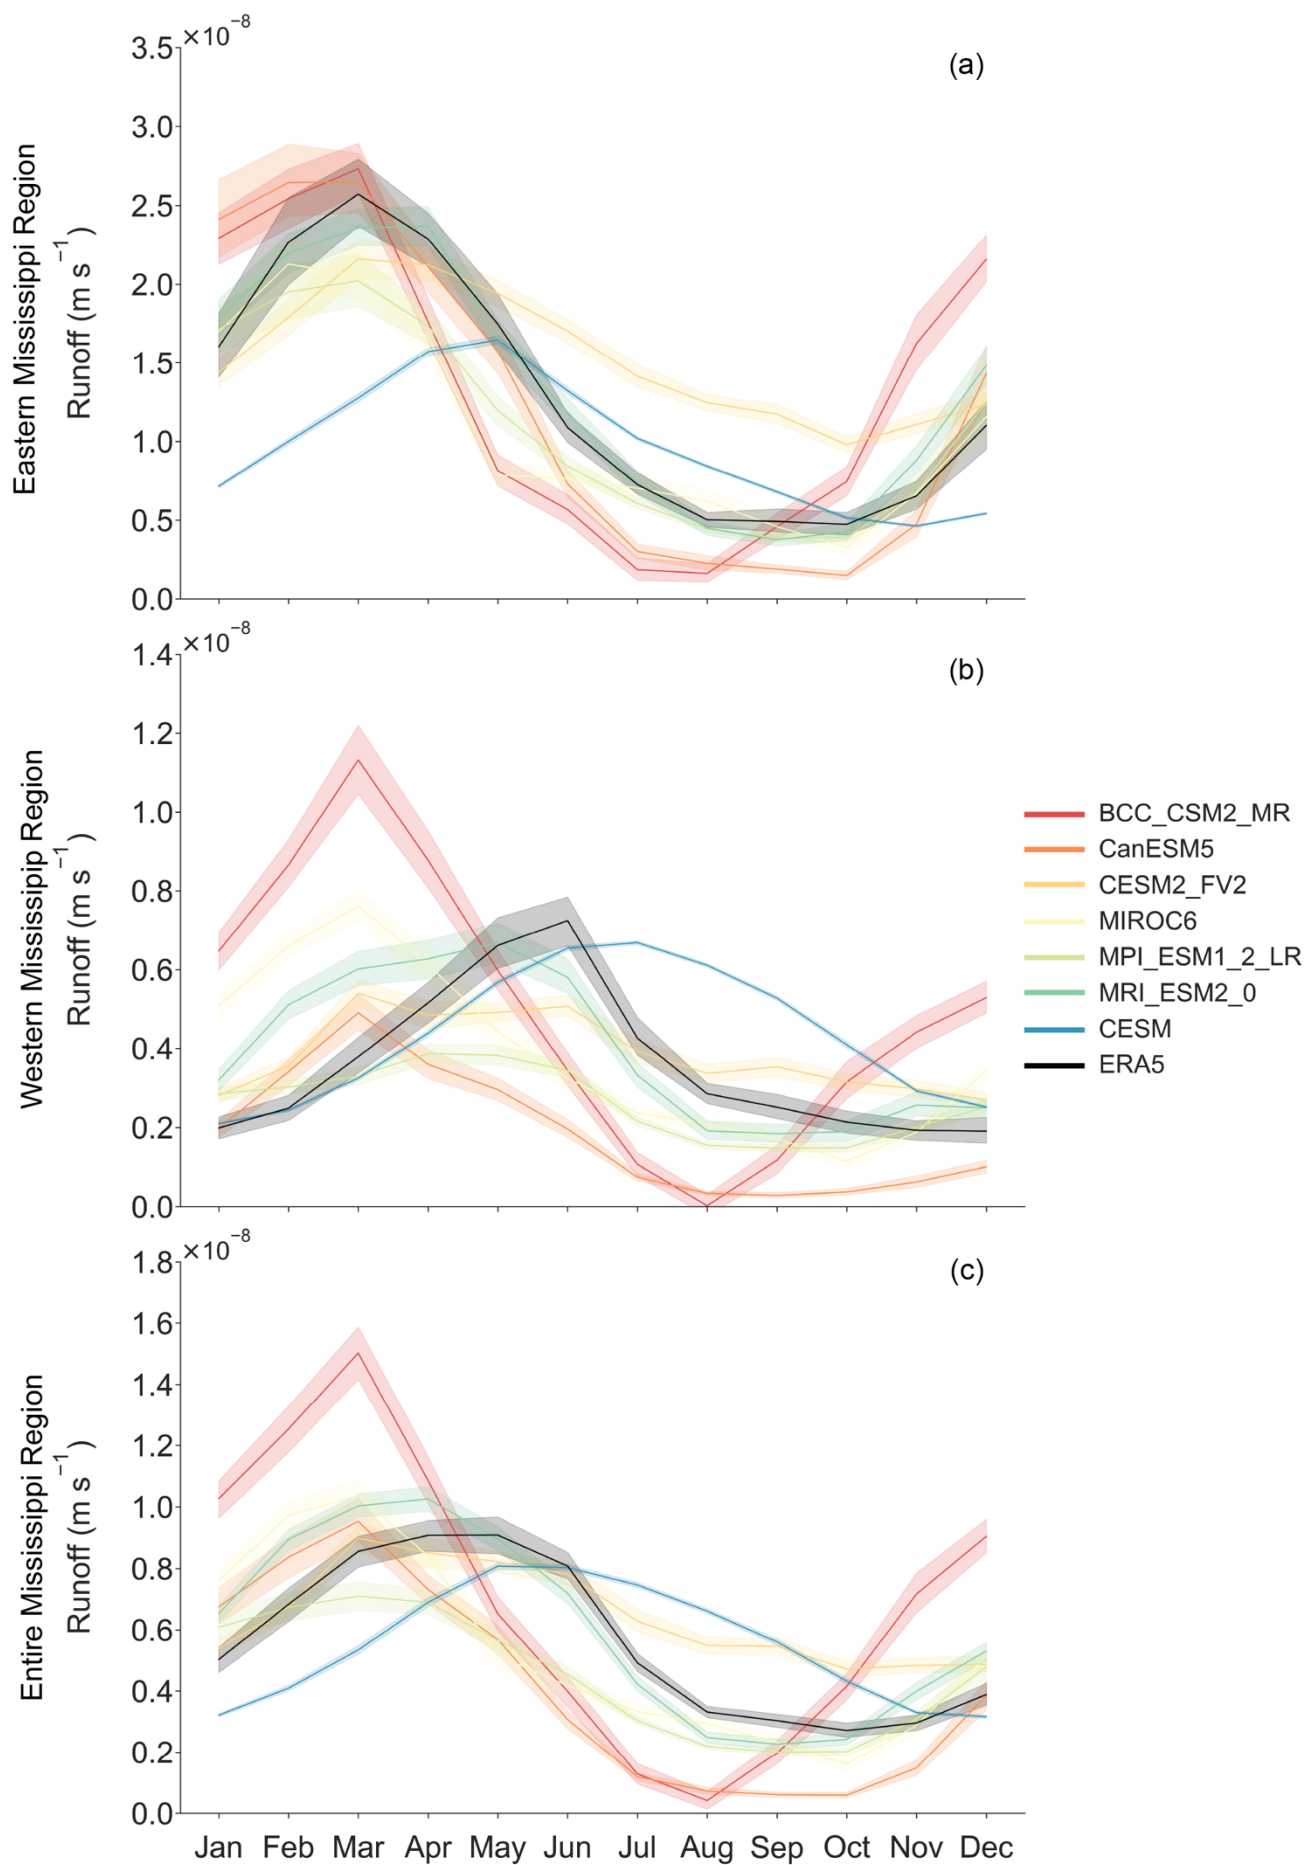 ×10⁻⁸
(a)
Eastern Mississippi Region
Runoff (m s⁻¹)
3.5
3.0
2.5
2.0
1.5
1.0
0.5
0.0
×10⁻⁸
(b)
Western Mississipip Region
Runoff (m s⁻¹)
1.4
1.2
1.0
0.8
0.6
0.4
0.2
0.0
BCC_CSM2_MR
CanESM5
CESM2_FV2
MIROC6
MPI_ESM1_2_LR
MRI_ESM2_0
CESM
ERA5
×10⁻⁸
(c)
Entire Mississippi Region
Runoff (m s⁻¹)
1.8
1.6
1.4
1.2
1.0
0.8
0.6
0.4
0.2
0.0
Jan Feb Mar Apr May Jun Jul Aug Sep Oct Nov Dec